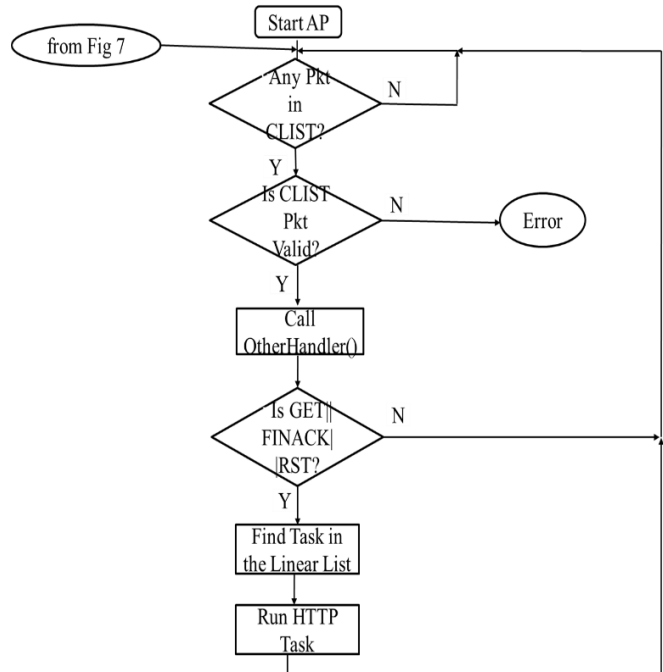 Start AP
from Fig 7
Any Pkt
in
CLIST?
N
Y
Is CLIST
Pkt
Valid?
N
Error
Y
Call
OtherHandler()
Is GET||
FINACK|
|RST?
N
Y
Find Task in
the Linear List
Run HTTP
Task